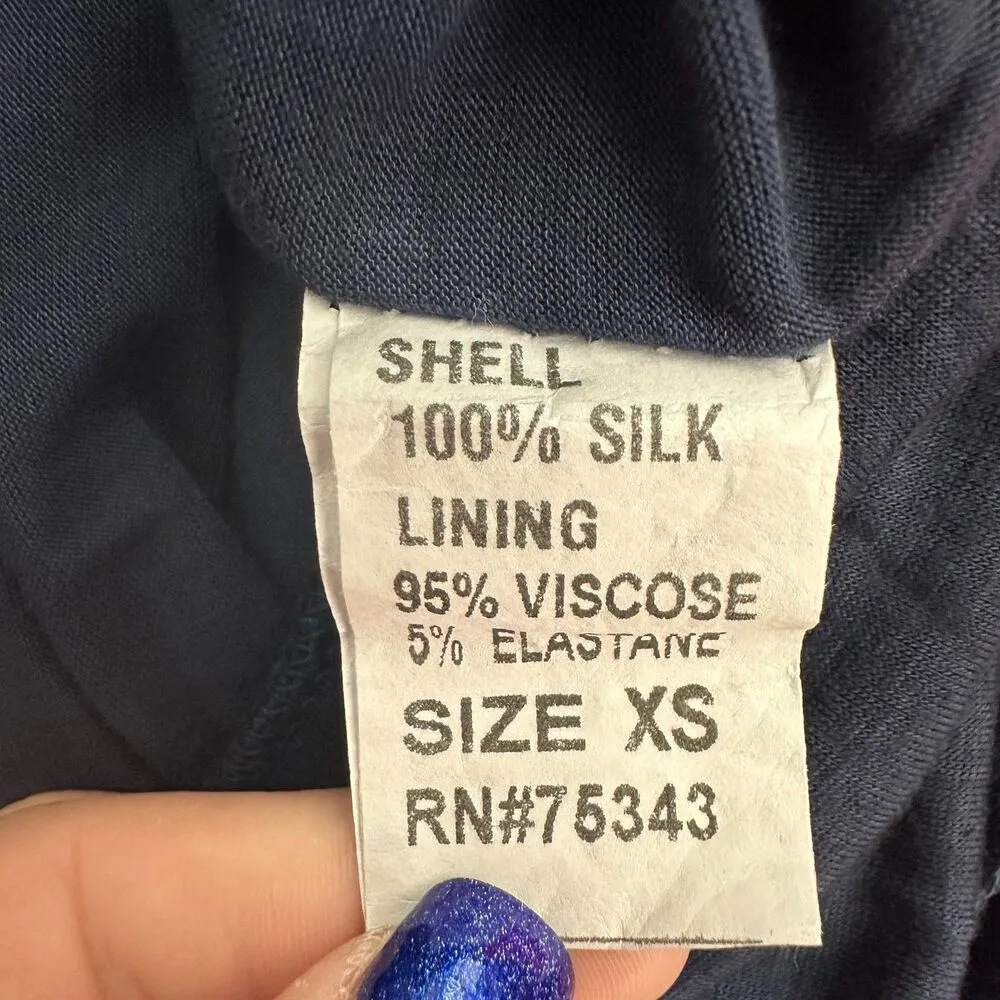 SHELL
100% SILK
LINING
95% VISCOSE
5% ELASTANE
SIZE XS
RN#75343